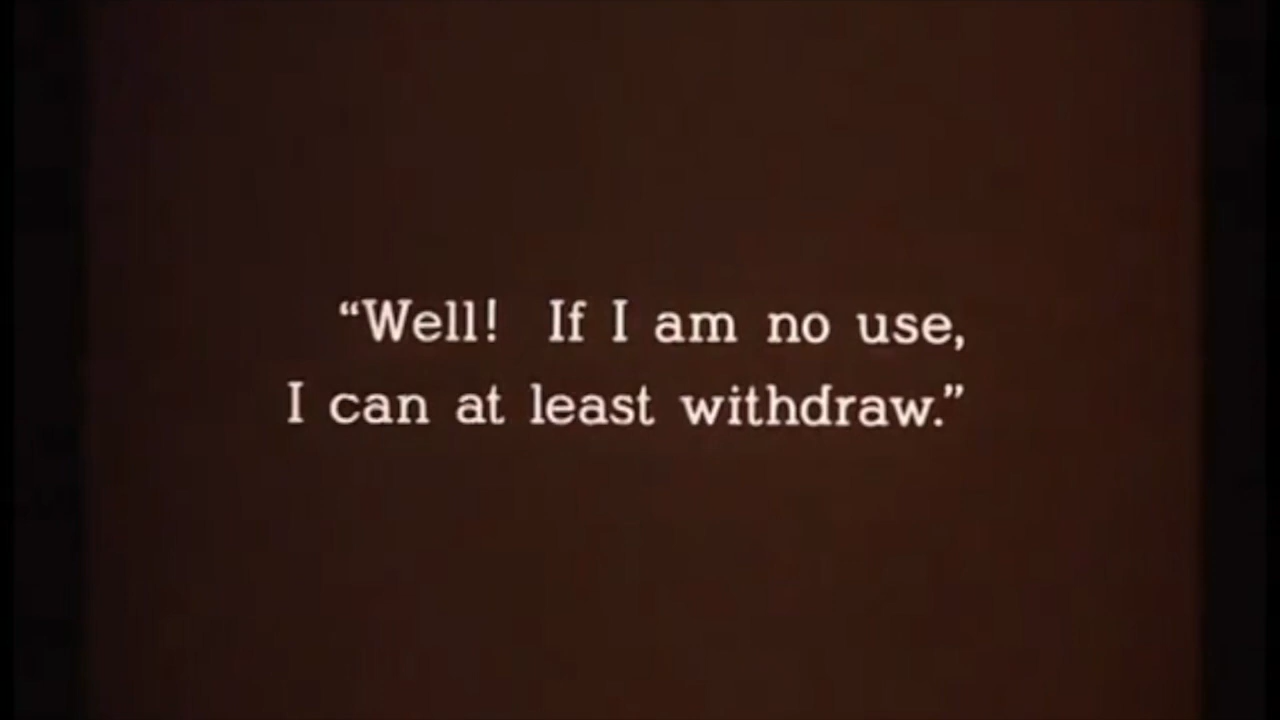 “Well! If I am no use,
I can at least withdraw.”